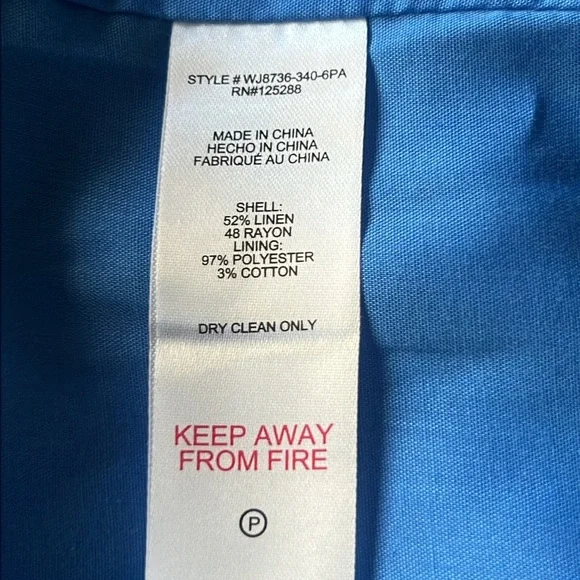 STYLE # WJ8736-340-6PA
RN#125288
MADE IN CHINA
HECHO IN CHINA
FABRIQUÉ AU CHINA
SHELL:
52% LINEN
48 RAYON
LINING:
97% POLYESTER
3% COTTON
DRY CLEAN ONLY
KEEP AWAY
FROM FIRE
P